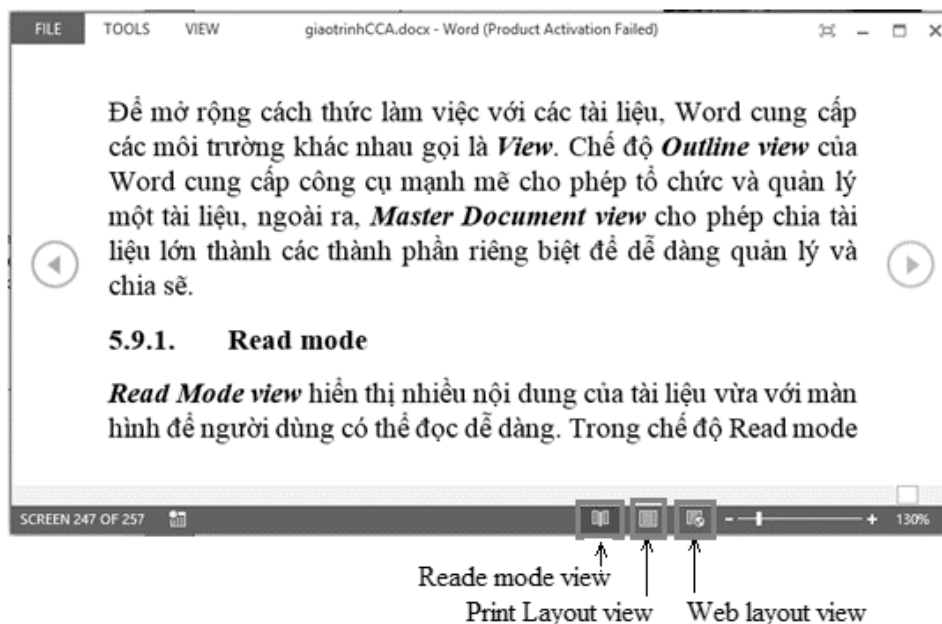 FILE TOOLS VIEW giaotrinhCCA.docx - Word (Product Activation Failed)
Để mở rộng cách thức làm việc với các tài liệu, Word cung cấp
các môi trường khác nhau gọi là View. Chế độ Outline view của
Word cung cấp công cụ mạnh mẽ cho phép tổ chức và quản lý
một tài liệu, ngoài ra, Master Document view cho phép chia tài
liệu lớn thành các thành phần riêng biệt để dễ dàng quản lý và
chia sẽ.
5.9.1. Read mode
Read Mode view hiển thị nhiều nội dung của tài liệu vừa với màn
hình để người dùng có thể đọc dễ dàng. Trong chế độ Read mode
SCREEN 247 OF 257 130%
Reade mode view
Print Layout view Web layout view